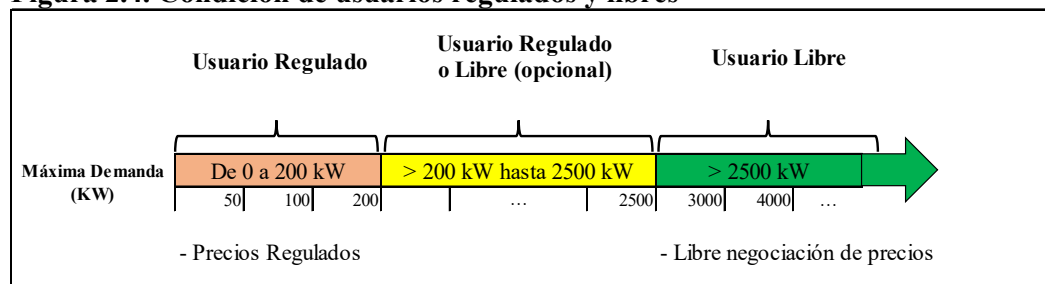 Figura 2.4. Condición de usuarios regulados y libres
Usuario Regulado
Usuario Regulado
o Libre (opcional)
Usuario Libre
Máxima Demanda
(KW)
De 0 a 200 kW
> 200 kW hasta 2500 kW
> 2500 kW
50 100 200 … 2500 3000 4000 …
- Precios Regulados
- Libre negociación de precios